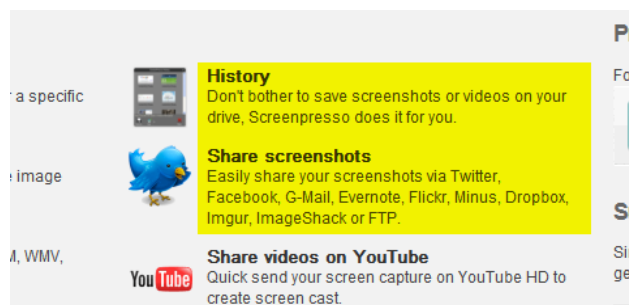 History
Don't bother to save screenshots or videos on your
drive, Screenpresso does it for you.
a specific
Share screenshots
Easily share your screenshots via Twitter,
Facebook, G-Mail, Evernote, Flickr, Minus, Dropbox,
Imgur, ImageShack or FTP.
image
Share videos on YouTube
Quick send your screen capture on YouTube HD to
create screen cast.
WMV,
YouTube